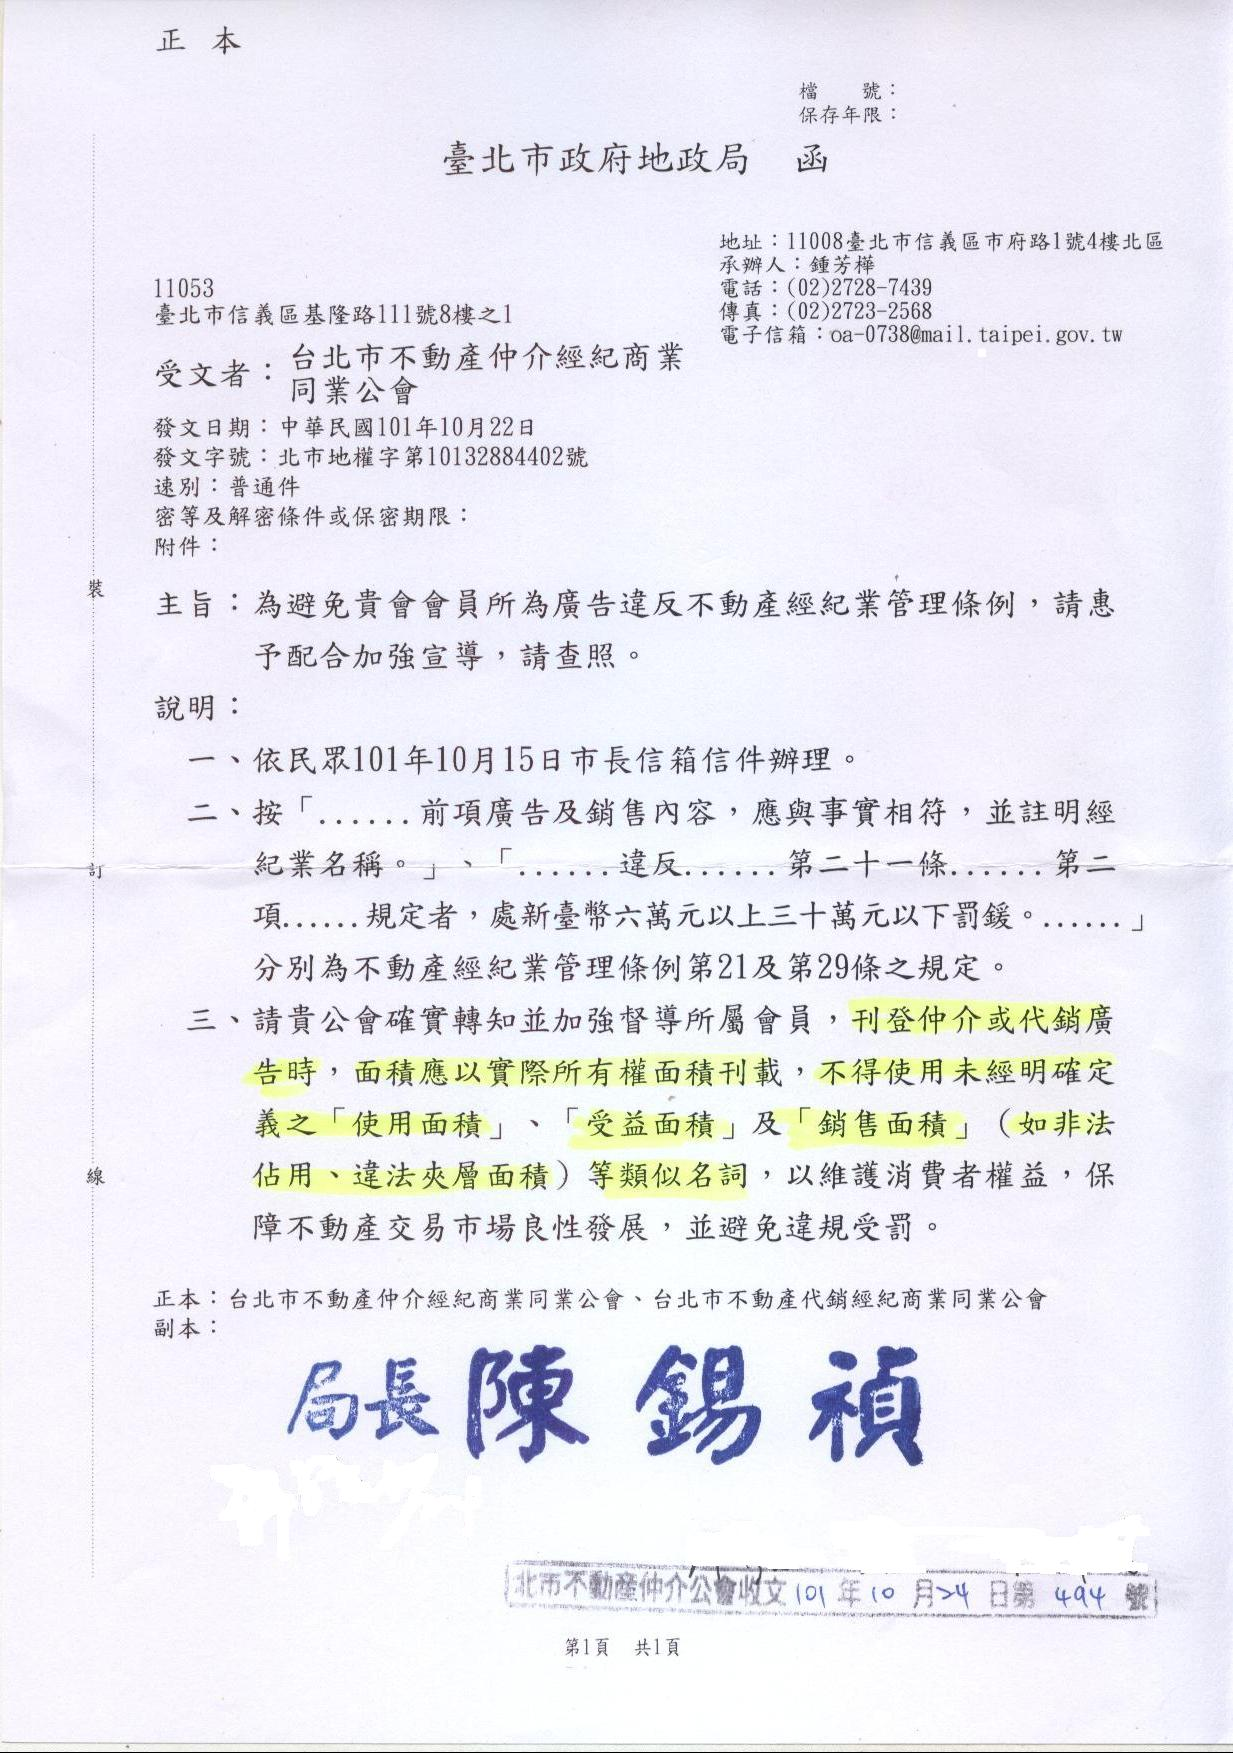 正 本
檔 號：
保存年限：
臺北市政府地政局 函
地址：11008臺北市信義區市府路1號4樓北區
承辦人：鍾芳樺
電話：(02)2728-7439
傳真：(02)2723-2568
電子信箱：oa-0738@mail.taipei.gov.tw
11053
臺北市信義區基隆路111號8樓之1
受文者：台北市不動產仲介經紀商業
同業公會
發文日期：中華民國101年10月22日
發文字號：北市地權字第10132884402號
速別：普通件
密等及解密條件或保密期限：
附件：
主旨：為避免貴會會員所為廣告違反不動產經紀業管理條例，請惠
予配合加強宣導，請查照。
說明：
一、依民眾101年10月15日市長信箱信件辦理。
二、按「......前項廣告及銷售內容，應與事實相符，並註明經
紀業名稱。」、「......違反......第二十一條......第二
項......規定者，處新臺幣六萬元以上三十萬元以下罰鍰。......」
分別為不動產經紀業管理條例第21及第29條之規定。
三、請貴公會確實轉知並加強督導所屬會員，刊登仲介或代銷廣
告時，面積應以實際所有權面積刊載，不得使用未經明確定
義之「使用面積」、「受益面積」及「銷售面積」（如非法
佔用、違法夾層面積）等類似名詞，以維護消費者權益，保
障不動產交易市場良性發展，並避免違規受罰。
正本：台北市不動產仲介經紀商業同業公會、台北市不動產代銷經紀商業同業公會
副本：
局長 陳錫禎
北市不動產仲介公會收文101年10月24日第494號
第1頁 共1頁
裝
訂
線